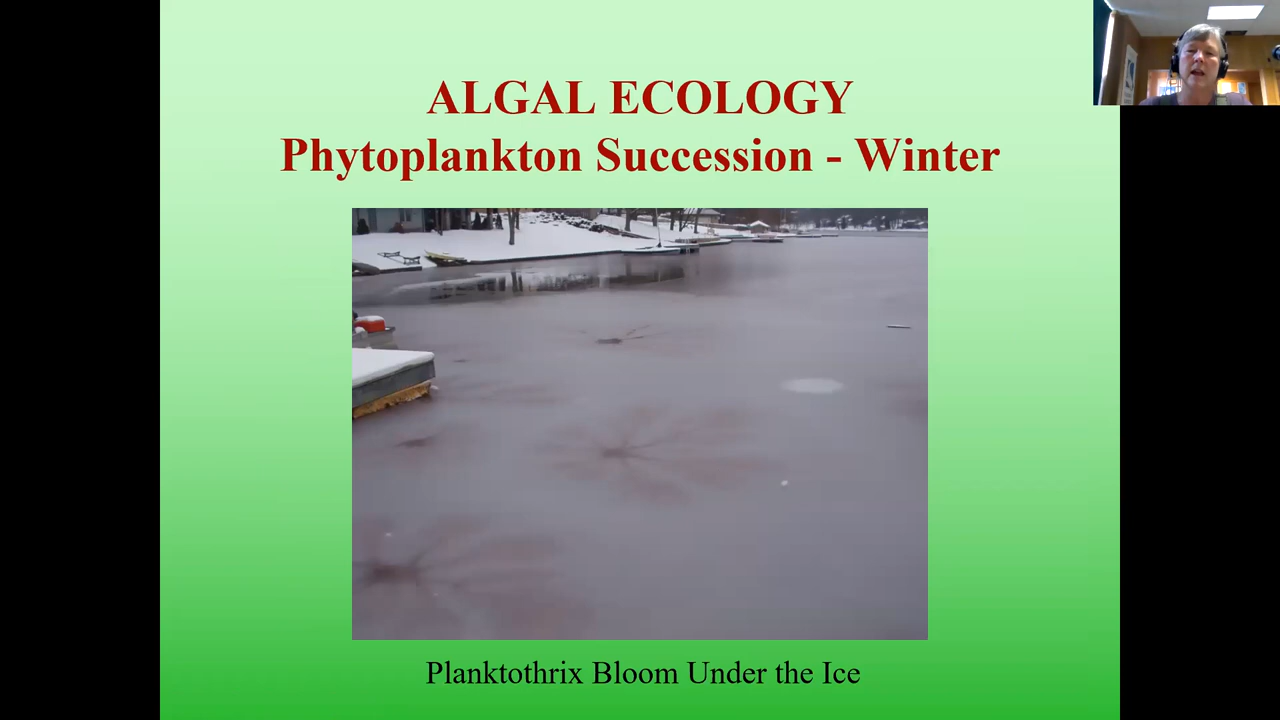 ALGAL ECOLOGY
Phytoplankton Succession - Winter
Planktothrix Bloom Under the Ice